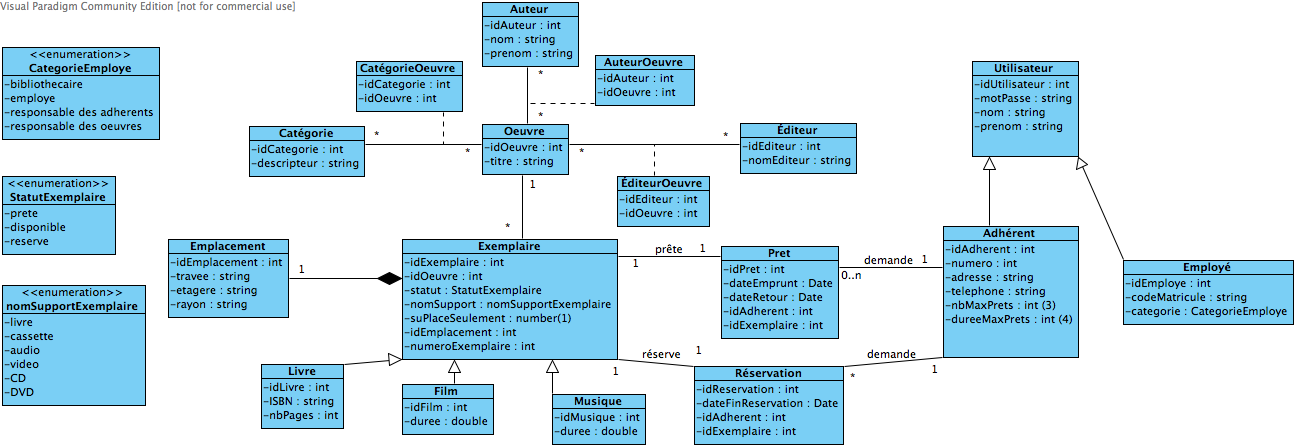 Visual Paradigm Community Edition [not for commercial use]
Auteur
-idAuteur : int
-nom : string
-prenom : string
<<enumeration>>
CategorieEmploye
-bibliothecaire
-employe
-responsable des adherents
-responsable des oeuvres
CatégorieOeuvre
-idCategorie : int
-idOeuvre : int
AuteurOeuvre
-idAuteur : int
-idOeuvre : int
Utilisateur
-idUtilisateur : int
-motPasse : string
-nom : string
-prenom : string
*
*
Catégorie
-idCategorie : int
-descripteur : string
*
*
Oeuvre
-idOeuvre : int
-titre : string
*
*
Éditeur
-idEditeur : int
-nomEditeur : string
<<enumeration>>
StatutExemplaire
-prete
-disponible
-reserve
1
*
ÉditeurOeuvre
-idEditeur : int
-idOeuvre : int
Emplacement
-idEmplacement : int
-travee : string
-etagere : string
-rayon : string
1
Exemplaire
-idExemplaire : int
-idOeuvre : int
-statut : StatutExemplaire
-nomSupport : nomSupportExemplaire
-suPlaceSeulement : number(1)
-idEmplacement : int
-numeroExemplaire : int
prête
1
1
Pret
-idPret : int
-dateEmprunt : Date
-dateRetour : Date
-idAdherent : int
-idExemplaire : int
demande
1
0..n
Adhérent
-idAdherent : int
-numero : int
-adresse : string
-telephone : string
-nbMaxPrets : int (3)
-dureeMaxPrets : int (4)
Employé
-idEmploye : int
-codeMatricule : string
-categorie : CategorieEmploye
<<enumeration>>
nomSupportExemplaire
-livre
-cassette
-audio
-video
-CD
-DVD
Livre
-idLivre : int
-ISBN : string
-nbPages : int
Film
-idFilm : int
-duree : double
Musique
-idMusique : int
-duree : double
réserve
1
1
Réservation
-idReservation : int
-dateFinReservation : Date
-idAdherent : int
-idExemplaire : int
demande
*
1